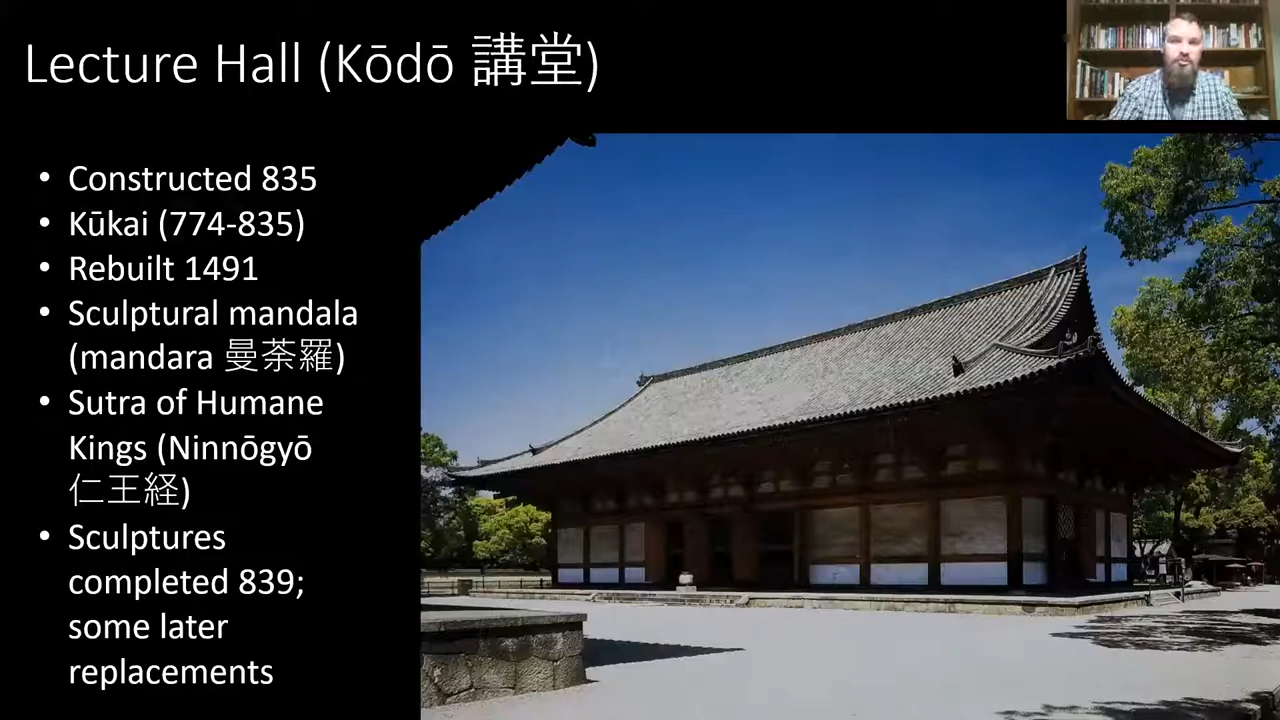 Lecture Hall (Kōdō 講堂)
• Constructed 835
• Kūkai (774-835)
• Rebuilt 1491
• Sculptural mandala
(mandara 曼荼羅)
• Sutra of Humane
Kings (Ninnōgyō
仁王経)
• Sculptures
completed 839;
some later
replacements